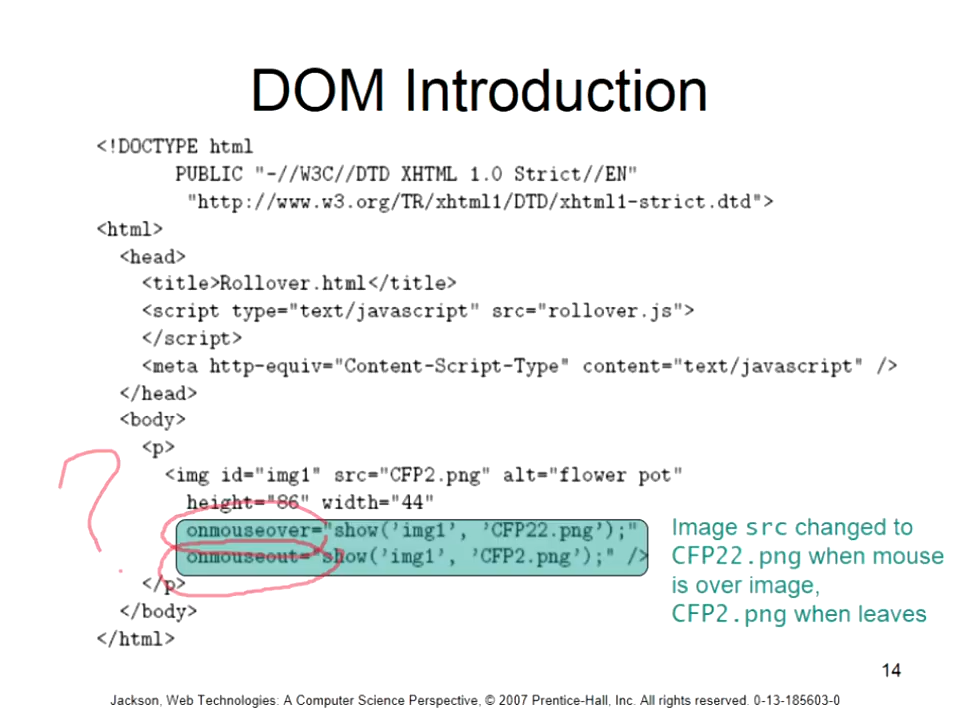 DOM Introduction
<!DOCTYPE html
PUBLIC "-//W3C//DTD XHTML 1.0 Strict//EN"
"http://www.w3.org/TR/xhtml1/DTD/xhtml1-strict.dtd">
<html>
<head>
<title>Rollover.html</title>
<script type="text/javascript" src="rollover.js">
</script>
<meta http-equiv="Content-Script-Type" content="text/javascript" />
</head>
<body>
<p>
<img id="img1" src="CFP2.png" alt="flower pot"
height="86" width="44"
onmouseover="show('img1', 'CFP22.png');"
onmouseout="show('img1', 'CFP2.png');" />
</p>
</body>
</html>
?
Image src changed to
CFP22.png when mouse
is over image,
CFP2.png when leaves
14
Jackson, Web Technologies: A Computer Science Perspective, © 2007 Prentice-Hall, Inc. All rights reserved. 0-13-185603-0